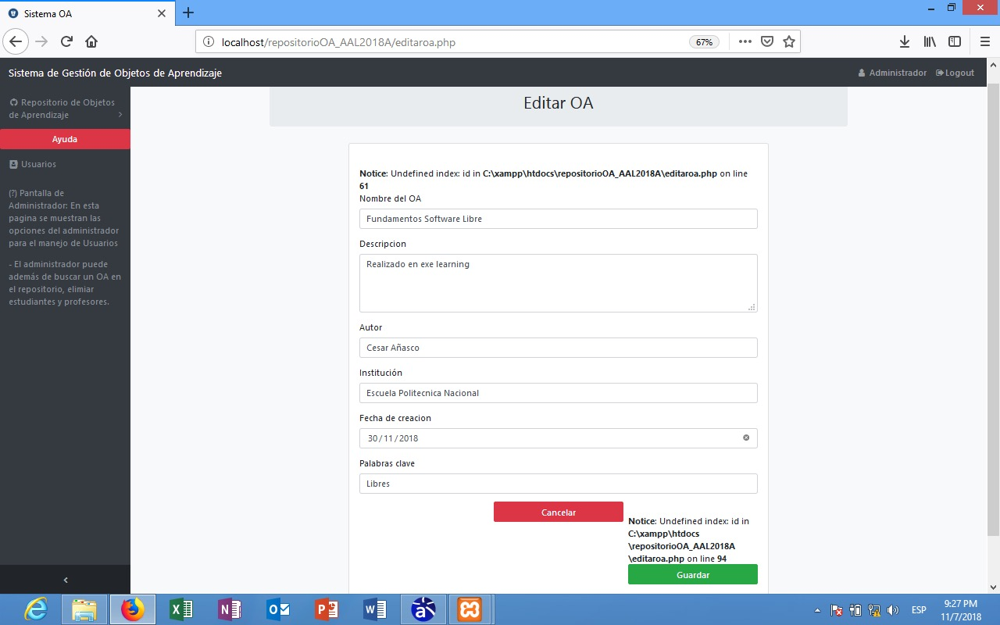 Sistema OA
localhost/repositorioOA_AAL2018A/editaroa.php
67%
Sistema de Gestión de Objetos de Aprendizaje
Administrador
Logout
Repositorio de Objetos
de Aprendizaje
Ayuda
Usuarios
(?) Pantalla de
Administrador: En esta
pagina se muestran las
opciones del administrador
para el manejo de Usuarios
- El administrador puede
además de buscar un OA en
el repositorio, elimiar
estudiantes y profesores.
Editar OA
Notice: Undefined index: id in C:\xampp\htdocs\repositorioOA_AAL2018A\editaroa.php on line
61
Nombre del OA
Fundamentos Software Libre
Descripcion
Realizado en exe learning
Autor
Cesar Añasco
Institución
Escuela Politecnica Nacional
Fecha de creacion
30/11/2018
Palabras clave
Libres
Cancelar
Notice: Undefined index: id in
C:\xampp\htdocs
\repositorioOA_AAL2018A
\editaroa.php on line 94
Guardar
ESP
9:27 PM
11/7/2018